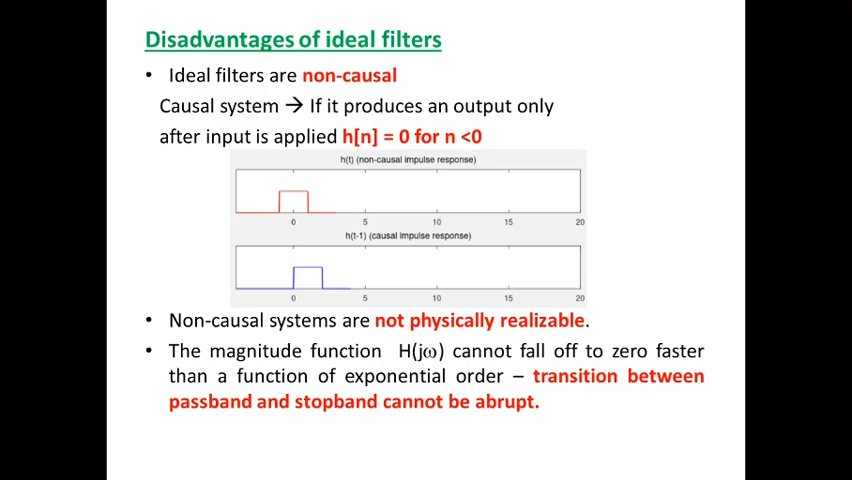 Disadvantages of ideal filters
• Ideal filters are non-causal
Causal system → If it produces an output only
after input is applied h[n] = 0 for n <0
h(t) (non-causal impulse response)
0 5 10 15 20
h(t-1) (causal impulse response)
0 5 10 15 20
• Non-causal systems are not physically realizable.
• The magnitude function H(jω) cannot fall off to zero faster
than a function of exponential order – transition between
passband and stopband cannot be abrupt.